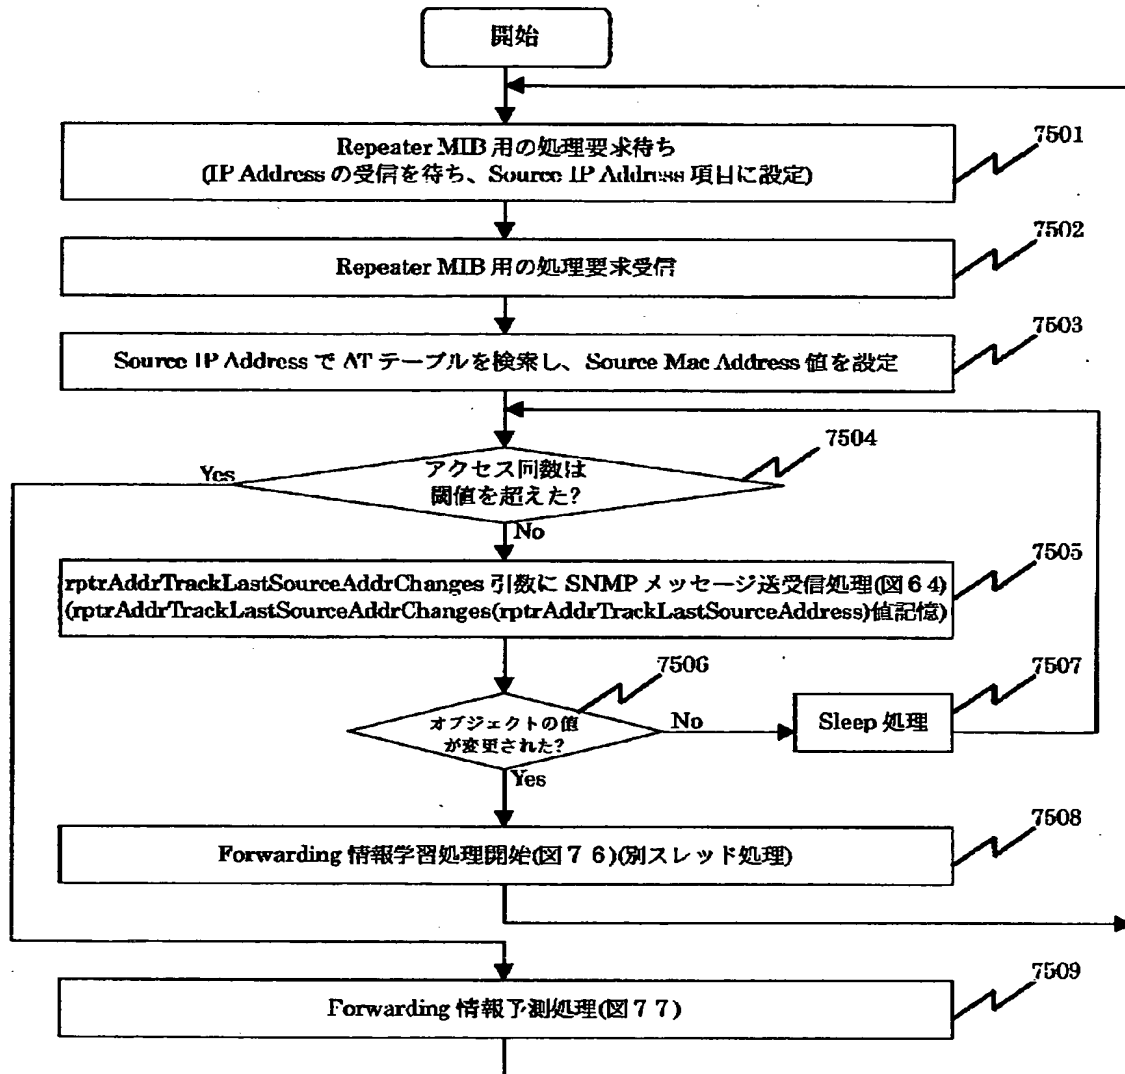 開始
Repeater MIB 用の処理要求待ち
(IP Address の受信を待ち、Source IP Address 項目に設定)
7501
Repeater MIB 用の処理要求受信
7502
Source IP Address で AT テーブルを検索し、Source Mac Address 値を設定
7503
アクセス回数は
閾値を超えた?
7504
Yes
No
rptrAddrTrackLastSourceAddrChanges 引数に SNMP メッセージ送受信処理(図64)
(rptrAddrTrackLastSourceAddrChanges(rptrAddrTrackLastSourceAddress)値記憶)
7505
オブジェクトの値
が変更された?
7506
No
Sleep 処理
7507
Yes
Forwarding 情報学習処理開始(図76)(別スレッド処理)
7508
Forwarding 情報予測処理(図77)
7509